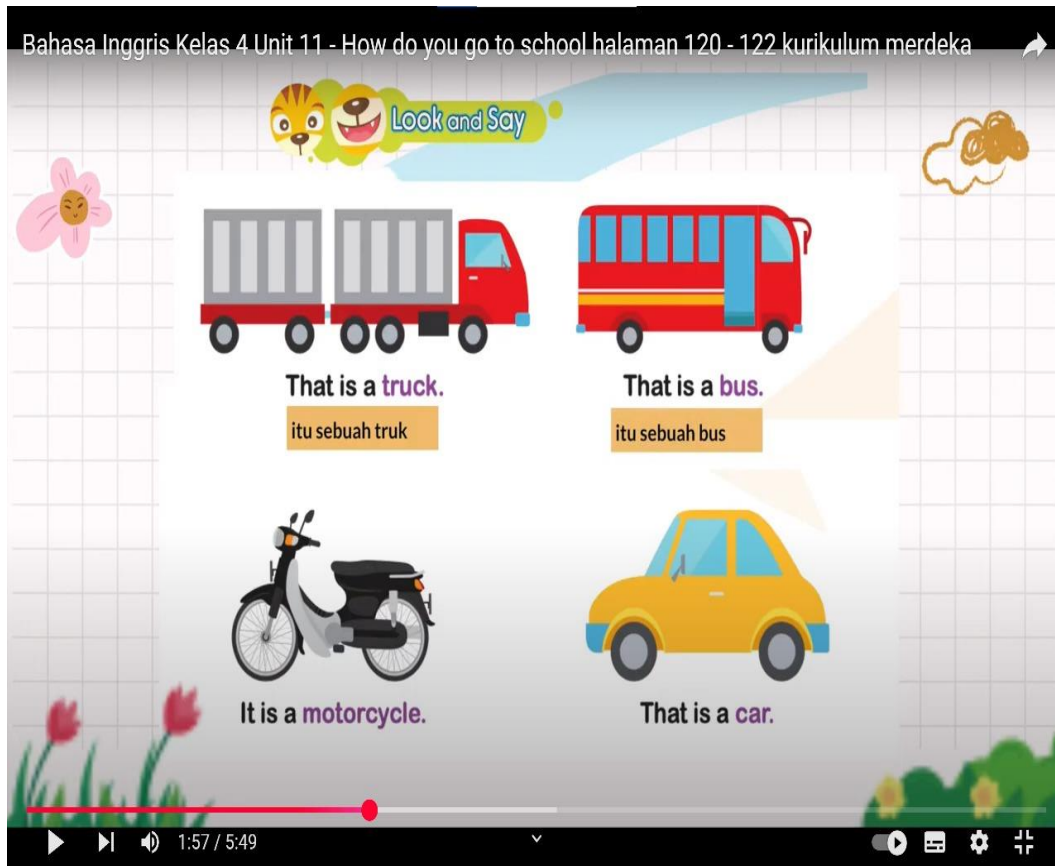 Bahasa Inggris Kelas 4 Unit 11 - How do you go to school halaman 120 - 122 kurikulum merdeka
Look and Say
That is a truck.
That is a bus.
itu sebuah truk
itu sebuah bus
It is a motorcycle.
That is a car.
1:57 / 5:49